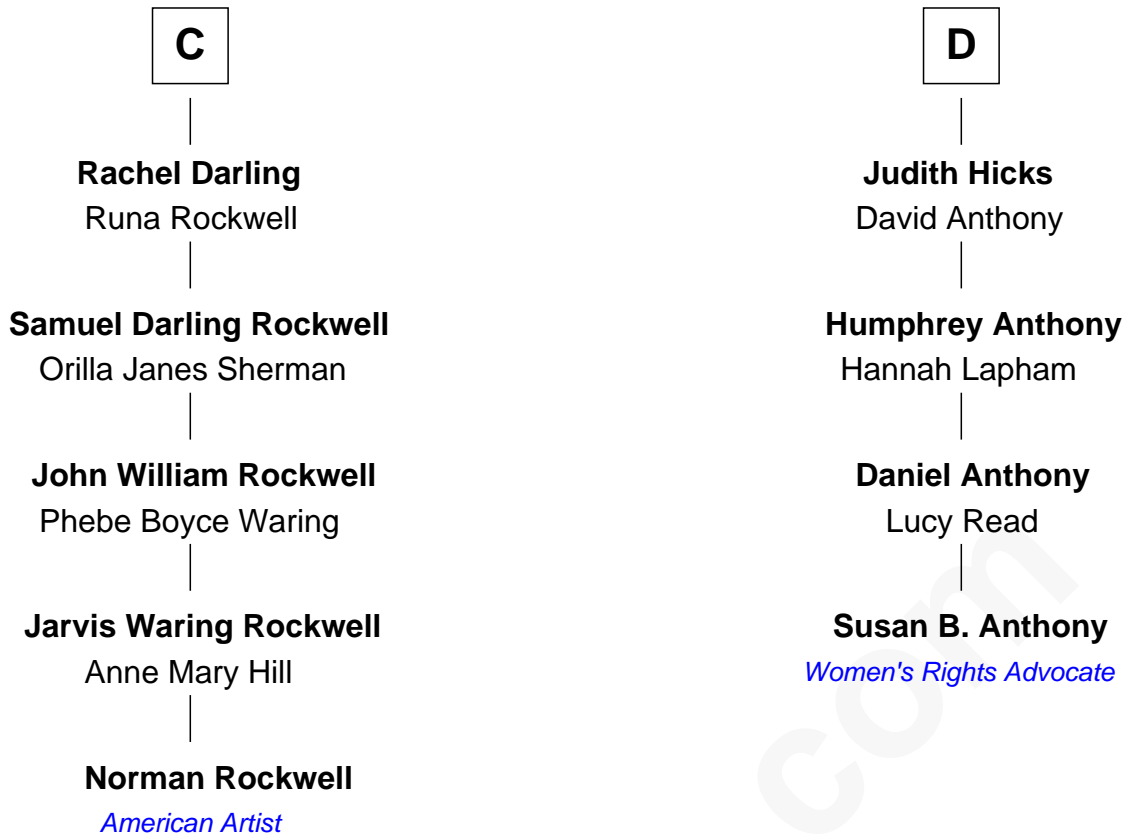 C
Rachel Darling
Runa Rockwell
Samuel Darling Rockwell
Orilla Janes Sherman
John William Rockwell
Phebe Boyce Waring
Jarvis Waring Rockwell
Anne Mary Hill
Norman Rockwell
American Artist
D
Judith Hicks
David Anthony
Humphrey Anthony
Hannah Lapham
Daniel Anthony
Lucy Read
Susan B. Anthony
Women's Rights Advocate
com